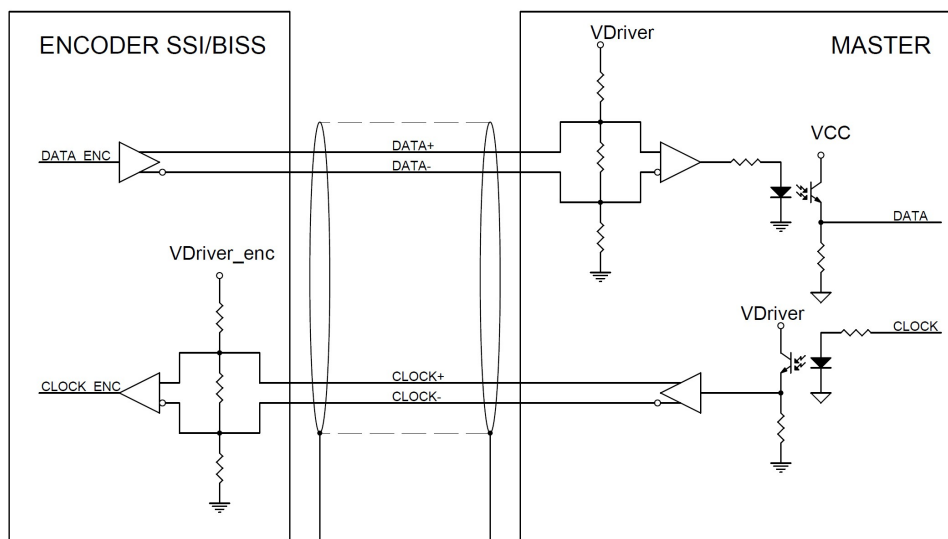 ENCODER SSI/BISS
VDriver
MASTER
DATA_ENC
DATA+
DATA-
VCC
DATA
VDriver_enc
VDriver
CLOCK
CLOCK_ENC
CLOCK+
CLOCK-